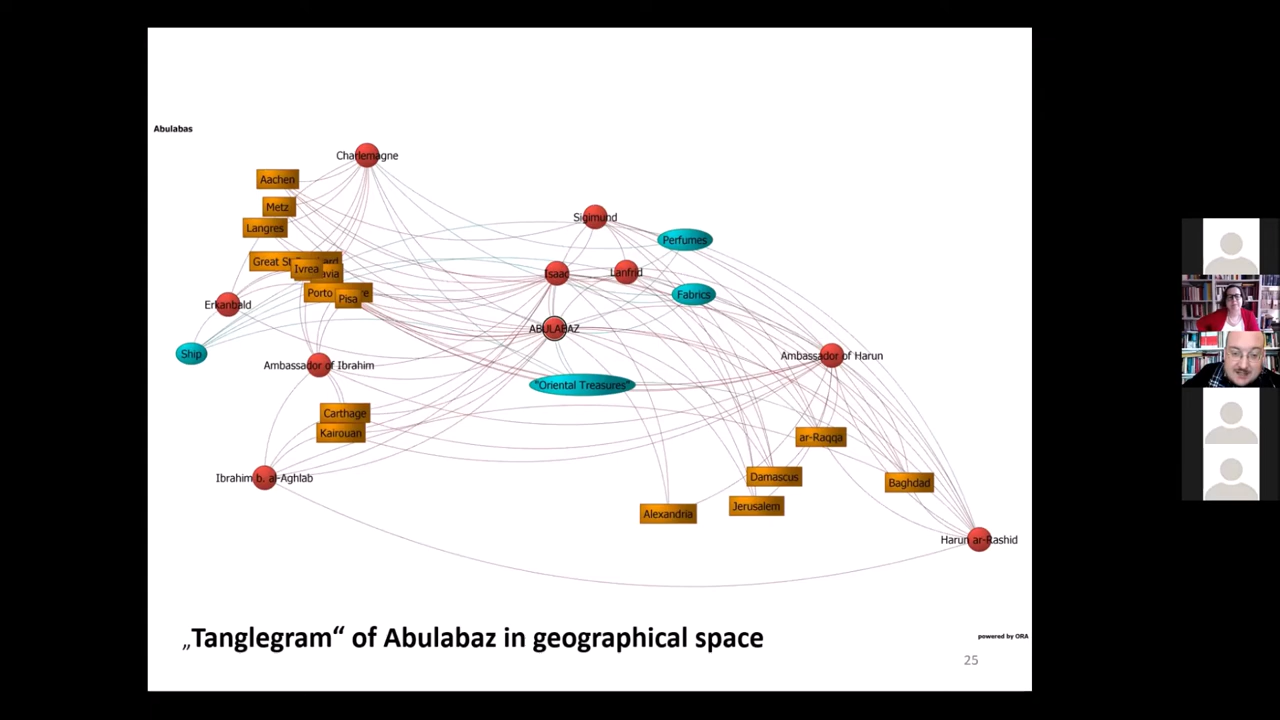 Abulabas
Charlemagne
Aachen
Metz
Langres
Sigimund
Perfumes
Great St.
Ivrea
Isaac
Lanfrid
Fabrics
Porto
Pisa
Erkanbald
ABULABAZ
Ship
Ambassador of Ibrahim
Ambassador of Harun
"Oriental Treasures"
Carthage
Kairouan
ar-Raqqa
Ibrahim b. al-Aghlab
Damascus
Baghdad
Jerusalem
Alexandria
Harun ar-Rashid
„Tanglegram“ of Abulabaz in geographical space
powered by ORA
25